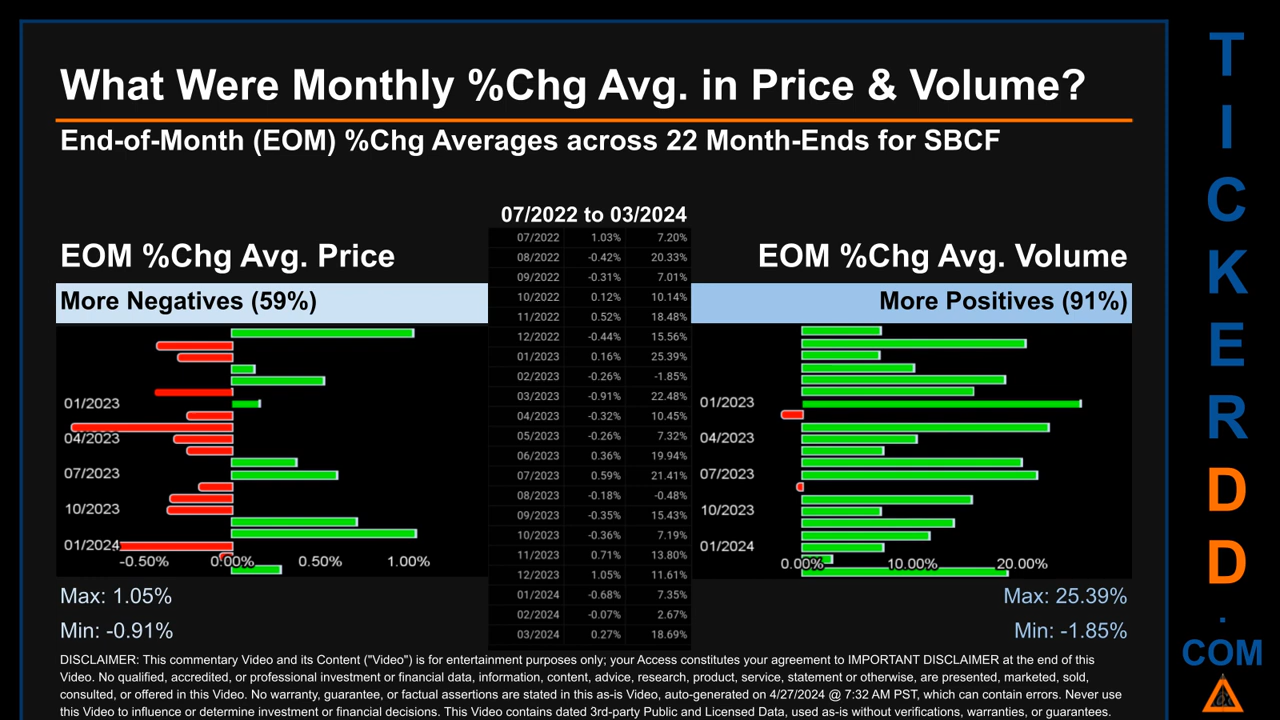 What Were Monthly %Chg Avg. in Price & Volume?
End-of-Month (EOM) %Chg Averages across 22 Month-Ends for SBCF
07/2022 to 03/2024
EOM %Chg Avg. Price
EOM %Chg Avg. Volume
More Negatives (59%)
More Positives (91%)
07/2022 1.03% 7.20%
08/2022 -0.42% 20.33%
09/2022 -0.31% 7.01%
10/2022 0.12% 10.14%
11/2022 0.52% 18.48%
12/2022 -0.44% 15.56%
01/2023 0.16% 25.39%
02/2023 -0.26% -1.85%
03/2023 -0.91% 22.48%
04/2023 -0.32% 10.45%
05/2023 -0.26% 7.32%
06/2023 0.36% 19.94%
07/2023 0.59% 21.41%
08/2023 -0.18% -0.48%
09/2023 -0.35% 15.43%
10/2023 -0.36% 7.19%
11/2023 0.71% 13.80%
12/2023 1.05% 11.61%
01/2024 -0.68% 7.35%
02/2024 -0.07% 2.67%
03/2024 0.27% 18.69%
01/2023
04/2023
07/2023
10/2023
01/2024
-0.50% 0.00% 0.50% 1.00%
01/2023
04/2023
07/2023
10/2023
01/2024
0.00% 10.00% 20.00%
Max: 1.05%
Min: -0.91%
Max: 25.39%
Min: -1.85%
DISCLAIMER: This commentary Video and its Content ("Video") is for entertainment purposes only; your Access constitutes your agreement to IMPORTANT DISCLAIMER at the end of this
Video. No qualified, accredited, or professional investment or financial data, information, content, advice, research, product, service, statement or otherwise, are presented, marketed, sold,
consulted, or offered in this Video. No warranty, guarantee, or factual assertions are stated in this as-is Video, auto-generated on 4/27/2024 @ 7:32 AM PST, which can contain errors. Never use
this Video to influence or determine investment or financial decisions. This Video contains dated 3rd-party Public and Licensed Data, used as-is without verifications, warranties, or guarantees.
T
I
C
K
E
R
D
D
.
COM